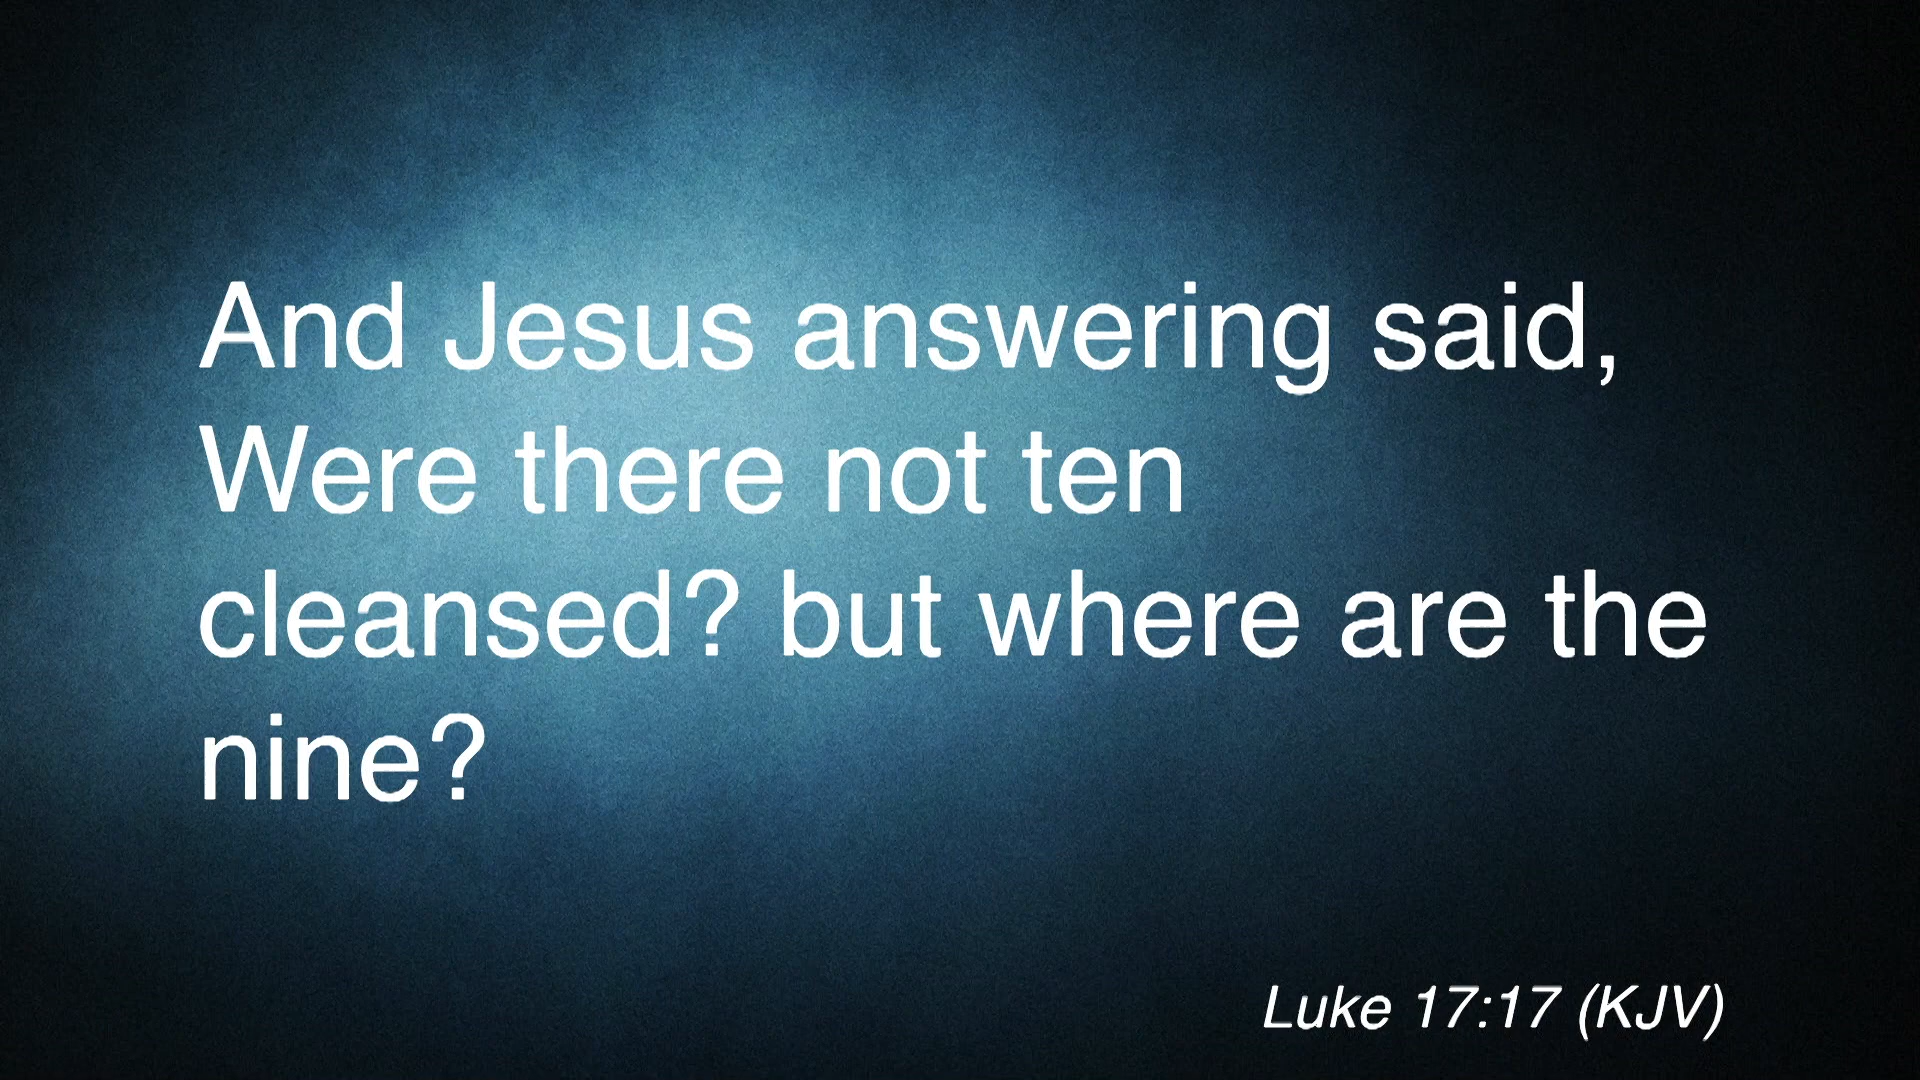 And Jesus answering said,
Were there not ten
cleansed? but where are the
nine?
Luke 17:17 (KJV)